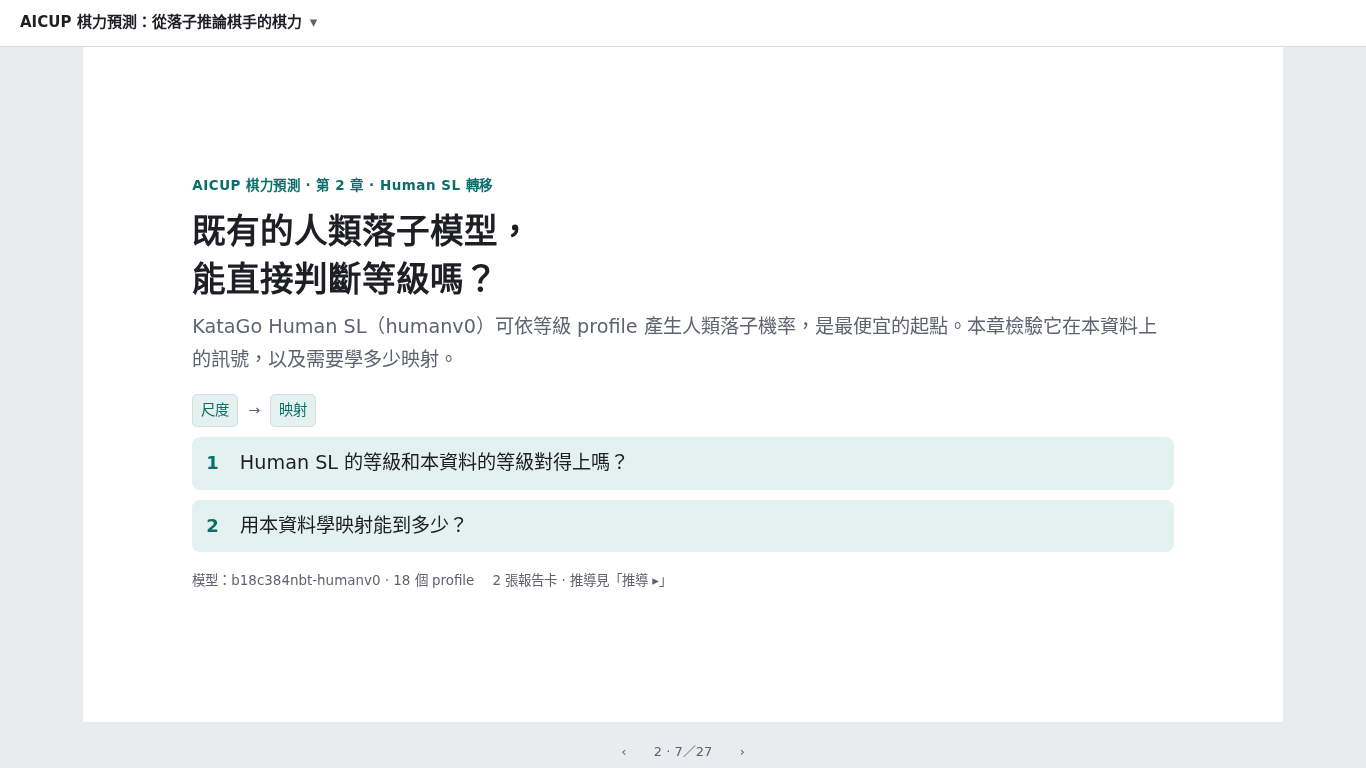 AICUP 棋力預測：從落子推論棋手的棋力 ▾
AICUP 棋力預測 · 第 2 章 · Human SL 轉移
既有的人類落子模型，
能直接判斷等級嗎？
KataGo Human SL（humanv0）可依等級 profile 產生人類落子機率，是最便宜的起點。本章檢驗它在本資料上
的訊號，以及需要學多少映射。
尺度 → 映射
1 Human SL 的等級和本資料的等級對得上嗎？
2 用本資料學映射能到多少？
模型：b18c384nbt-humanv0 · 18 個 profile 2 張報告卡 · 推導見「推導 ▸」
‹ 2 · 7／27 ›